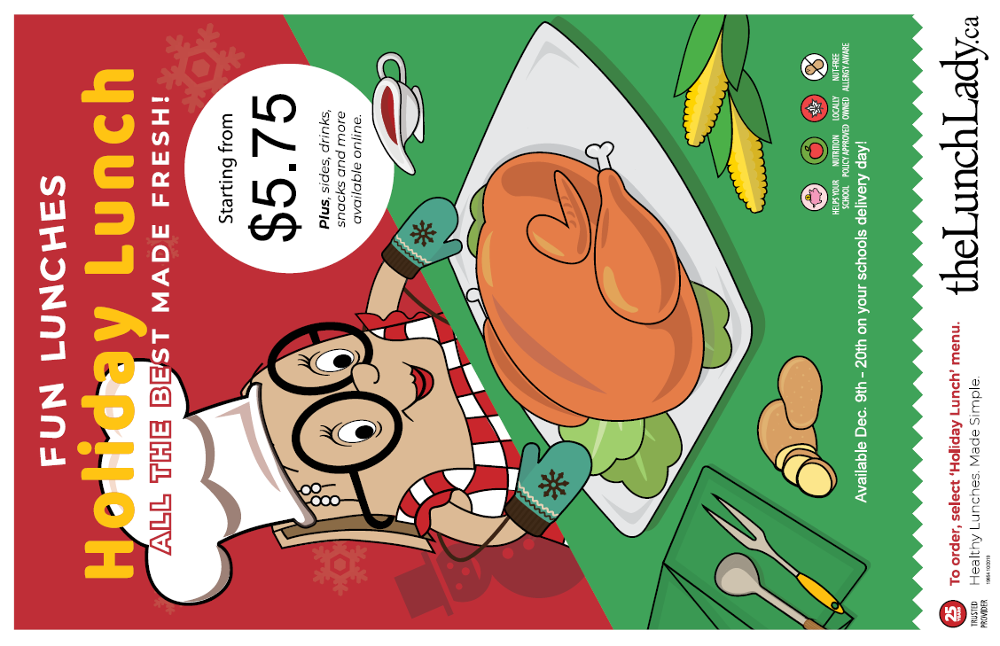 FUN LUNCHES
Holiday Lunch
ALL THE BEST MADE FRESH!
Starting from
$5.75
Plus, sides, drinks,
snacks and more
available online.
HELPS YOUR
SCHOOL
NUTRITION
POLICY APPROVED
LOCALLY
OWNED
NUT-FREE
ALLERGY AWARE
Available Dec. 9th - 20th on your schools delivery day!
25
YEARS
TRUSTED
PROVIDER
To order, select ‘Holiday Lunch’ menu.
Healthy Lunches. Made Simple.
theLunchLady.ca